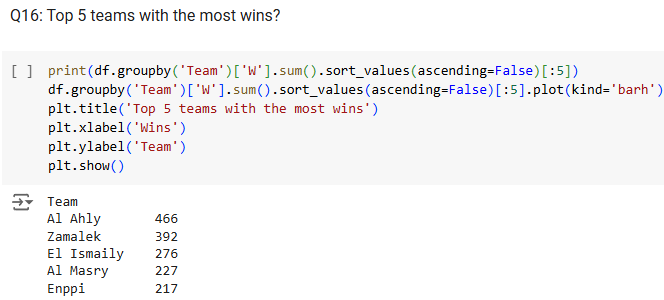 Q16: Top 5 teams with the most wins?
[ ] print(df.groupby('Team')['W'].sum().sort_values(ascending=False)[:5])
df.groupby('Team')['W'].sum().sort_values(ascending=False)[:5].plot(kind='barh')
plt.title('Top 5 teams with the most wins')
plt.xlabel('Wins')
plt.ylabel('Team')
plt.show()
Team
Al Ahly 466
Zamalek 392
El Ismaily 276
Al Masry 227
Enppi 217